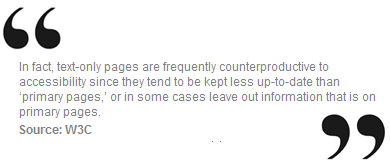 In fact, text-only pages are frequently counterproductive to
accessibility since they tend to be kept less up-to-date than
‘primary pages,’ or in some cases leave out information that is on
primary pages.
Source: W3C